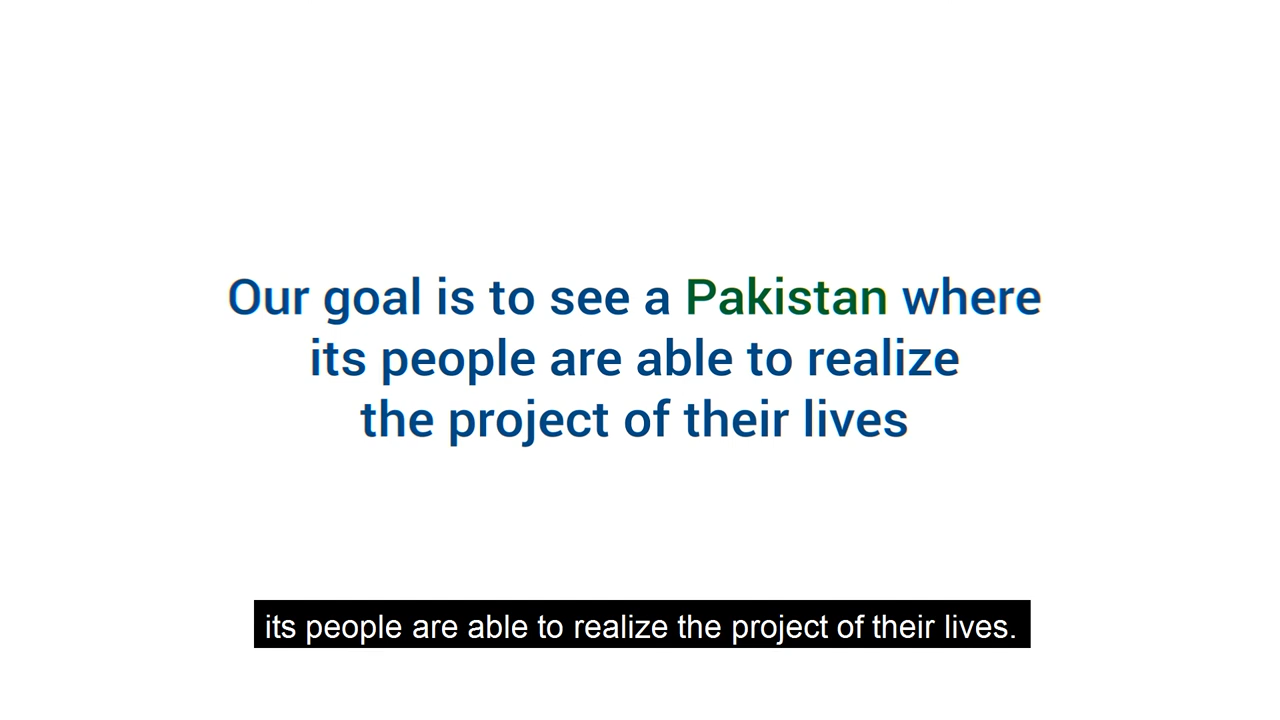 Our goal is to see a Pakistan where
its people are able to realize
the project of their lives
its people are able to realize the project of their lives.